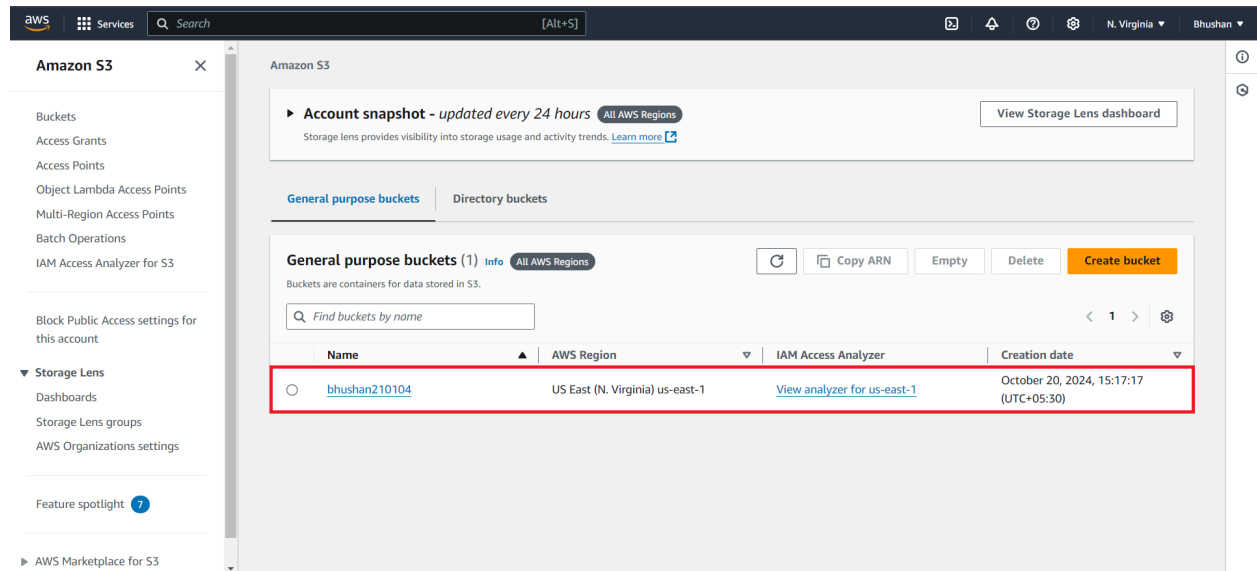 aws
Services
Search
[Alt+S]
N. Virginia
Bhushan
Amazon S3
Buckets
Access Grants
Access Points
Object Lambda Access Points
Multi-Region Access Points
Batch Operations
IAM Access Analyzer for S3
Block Public Access settings for
this account
Storage Lens
Dashboards
Storage Lens groups
AWS Organizations settings
Feature spotlight 7
AWS Marketplace for S3
Amazon S3
Account snapshot - updated every 24 hours All AWS Regions
Storage lens provides visibility into storage usage and activity trends. Learn more
View Storage Lens dashboard
General purpose buckets
Directory buckets
General purpose buckets (1) Info All AWS Regions
Buckets are containers for data stored in S3.
Copy ARN
Empty
Delete
Create bucket
Find buckets by name
1
Name
AWS Region
IAM Access Analyzer
Creation date
bhushan210104
US East (N. Virginia) us-east-1
View analyzer for us-east-1
October 20, 2024, 15:17:17
(UTC+05:30)